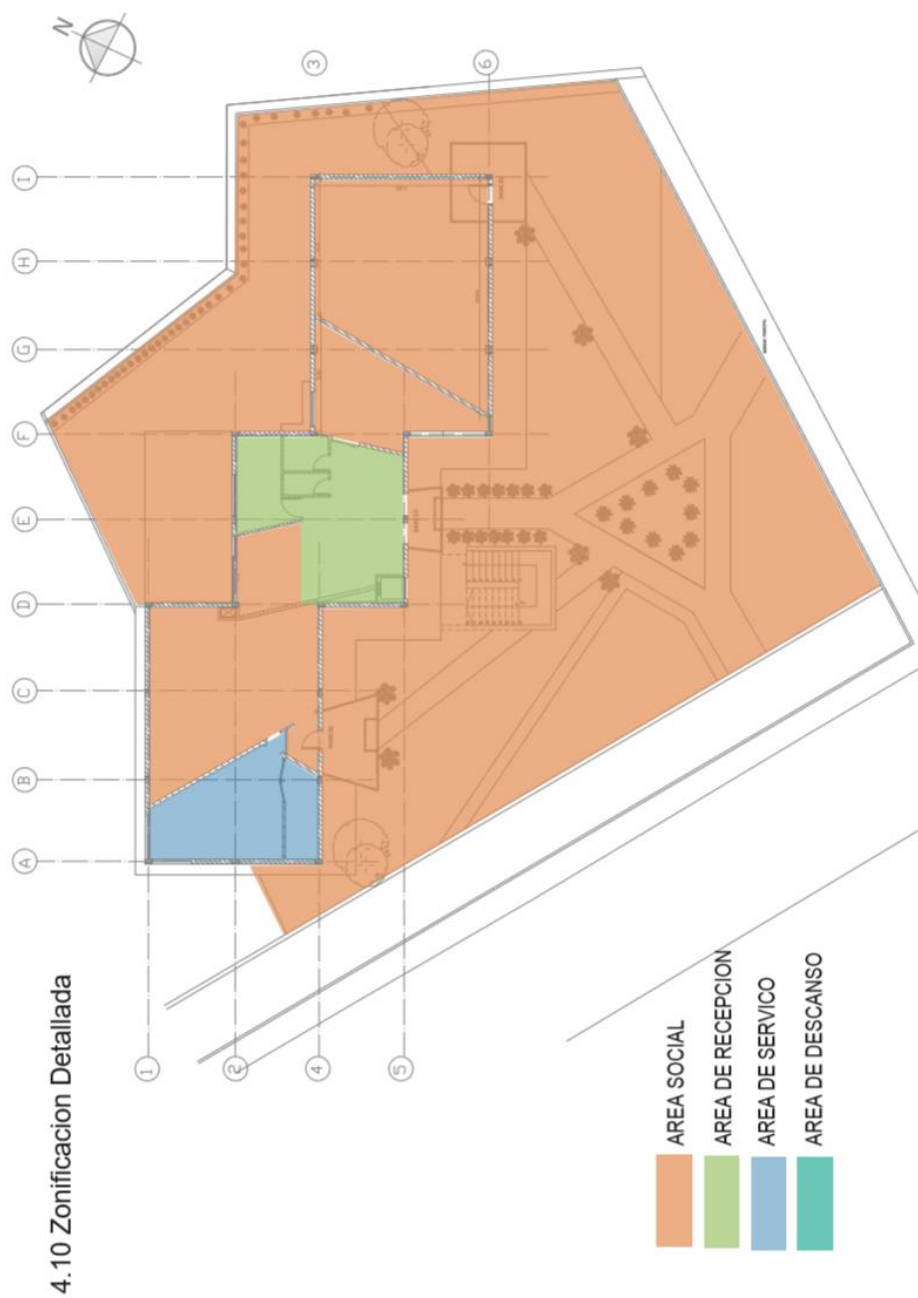 4.10 Zonificacion Detallada
N
A
B
C
D
E
F
G
H
I
1
2
4
5
3
6
AREA SOCIAL
AREA DE RECEPCION
AREA DE SERVICO
AREA DE DESCANSO